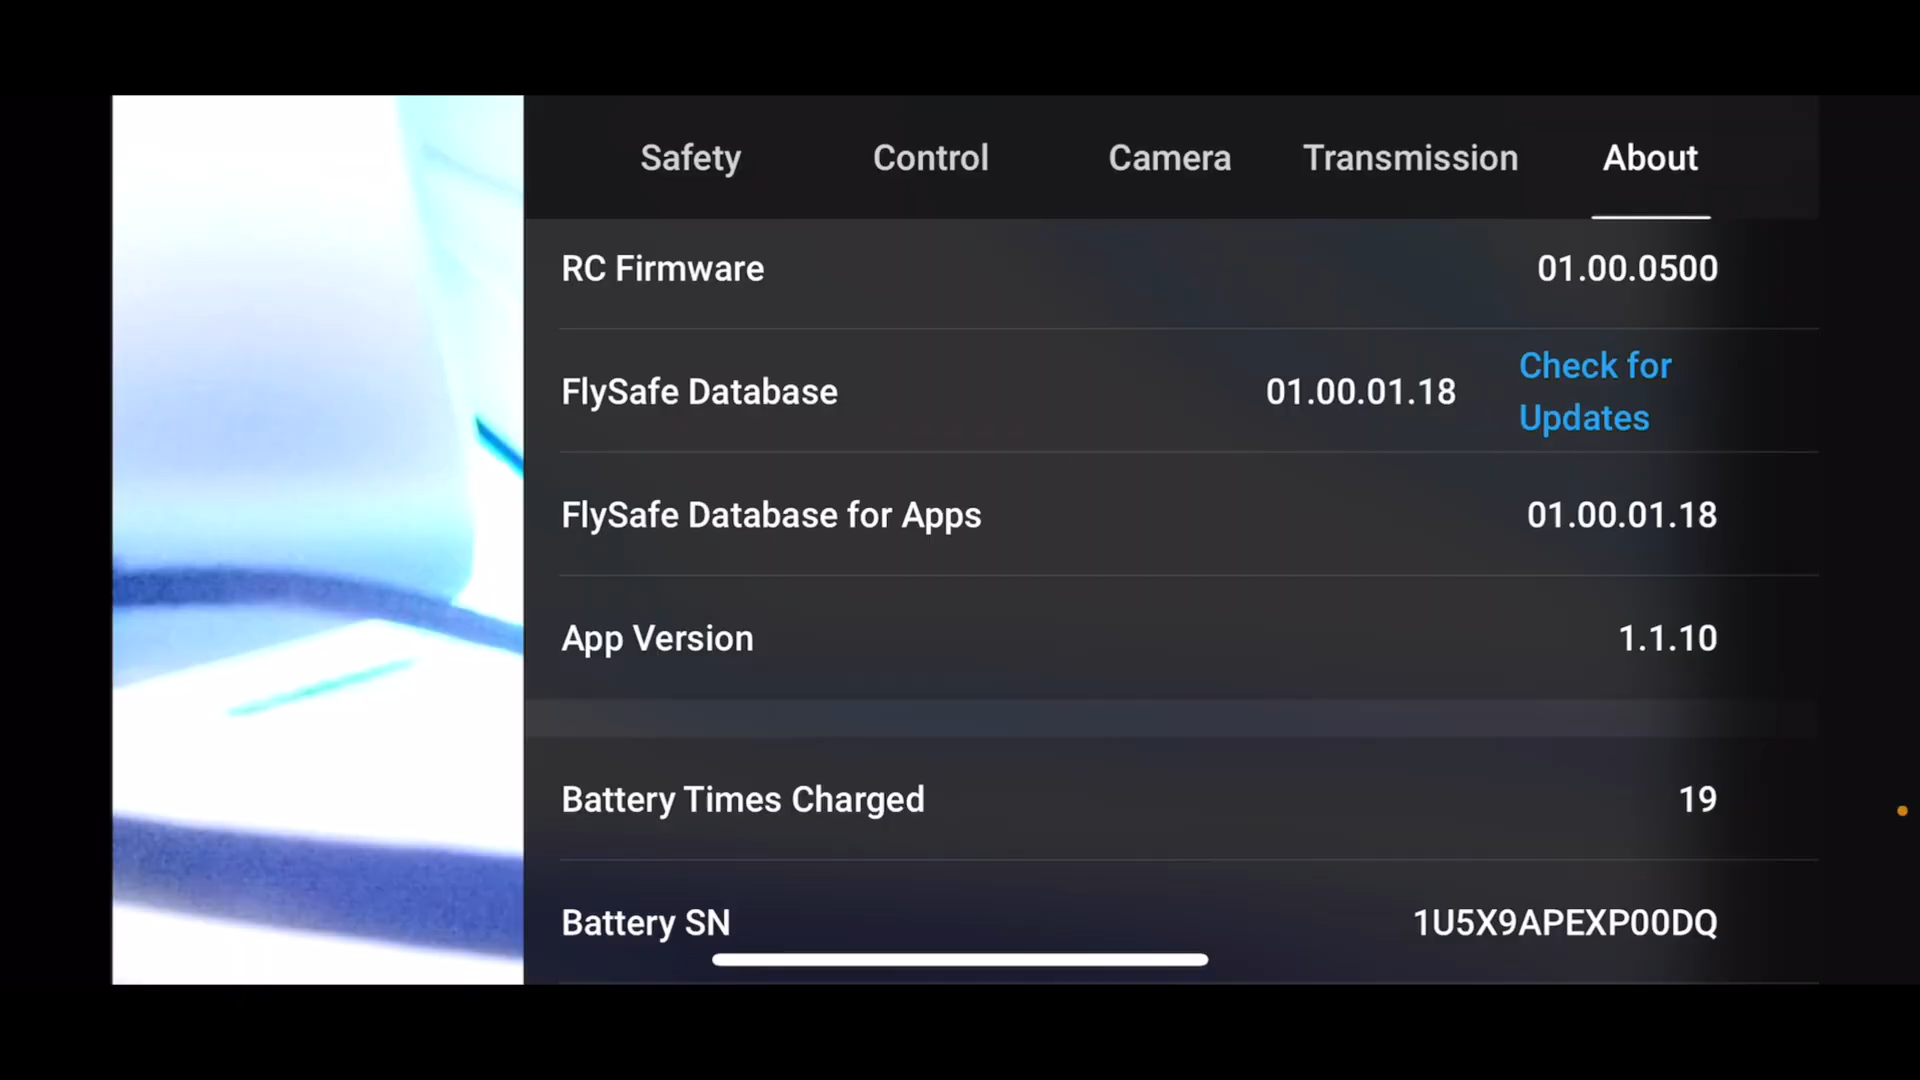 Safety Control Camera Transmission About
RC Firmware 01.00.0500
FlySafe Database 01.00.01.18 Check for
Updates
FlySafe Database for Apps 01.00.01.18
App Version 1.1.10
Battery Times Charged 19
Battery SN 1U5X9APEXP00DQ